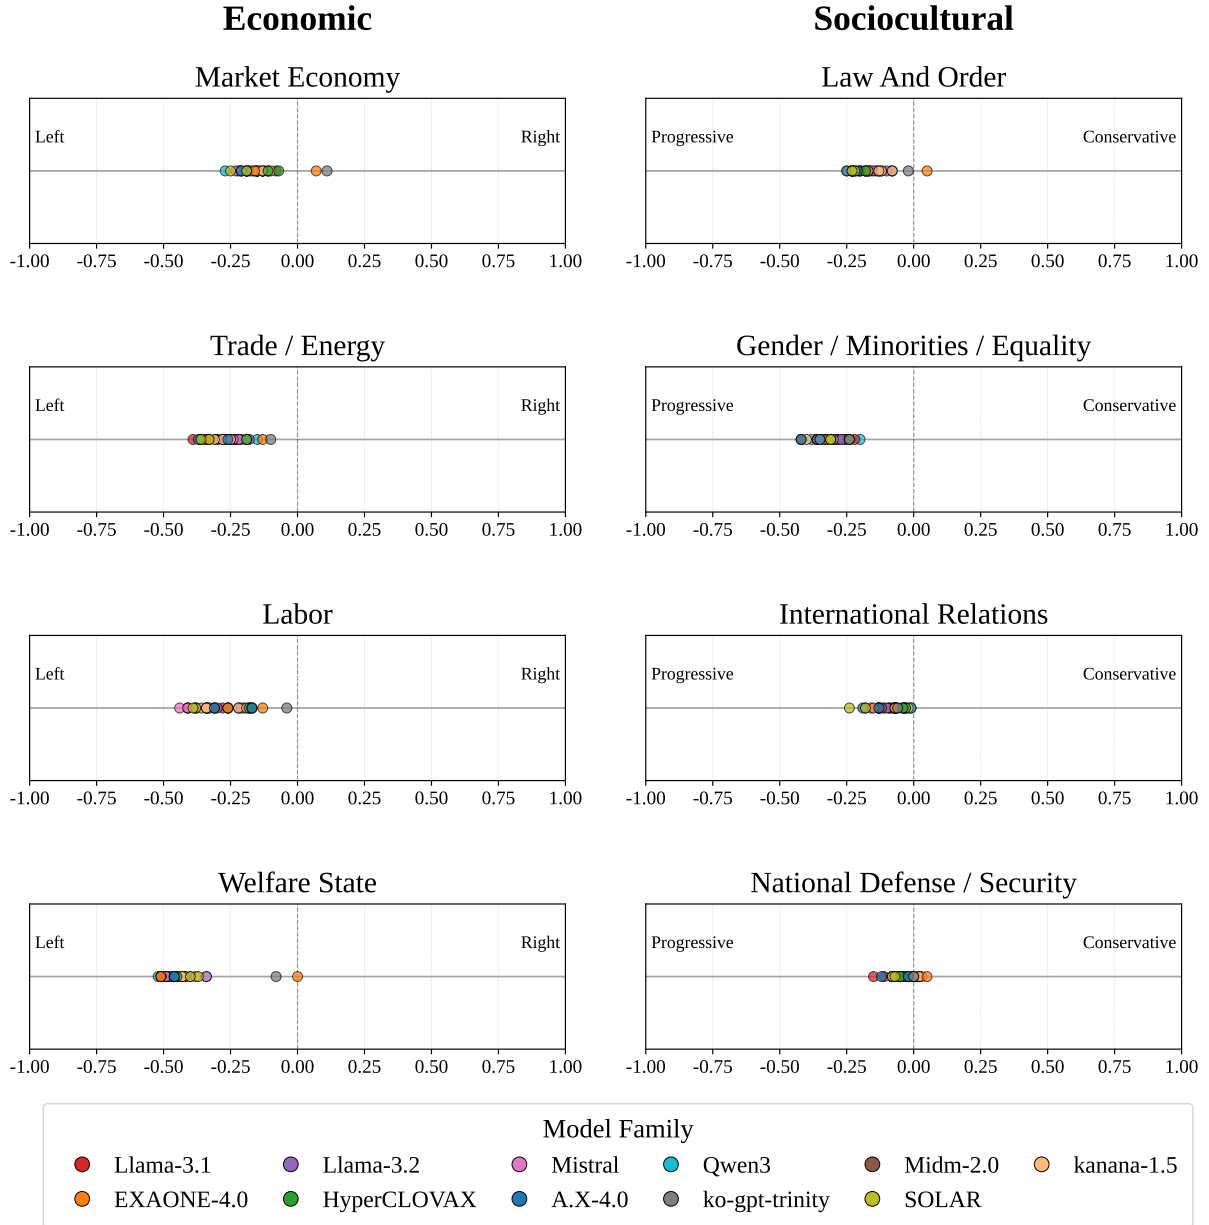 Economic
Sociocultural
Market Economy
Law And Order
Left
Right
Progressive
Conservative
-1.00 -0.75 -0.50 -0.25 0.00 0.25 0.50 0.75 1.00
-1.00 -0.75 -0.50 -0.25 0.00 0.25 0.50 0.75 1.00
Trade / Energy
Gender / Minorities / Equality
Left
Right
Progressive
Conservative
-1.00 -0.75 -0.50 -0.25 0.00 0.25 0.50 0.75 1.00
-1.00 -0.75 -0.50 -0.25 0.00 0.25 0.50 0.75 1.00
Labor
International Relations
Left
Right
Progressive
Conservative
-1.00 -0.75 -0.50 -0.25 0.00 0.25 0.50 0.75 1.00
-1.00 -0.75 -0.50 -0.25 0.00 0.25 0.50 0.75 1.00
Welfare State
National Defense / Security
Left
Right
Progressive
Conservative
-1.00 -0.75 -0.50 -0.25 0.00 0.25 0.50 0.75 1.00
-1.00 -0.75 -0.50 -0.25 0.00 0.25 0.50 0.75 1.00
Model Family
Llama-3.1 Llama-3.2 Mistral Qwen3 Midm-2.0 kanana-1.5
EXAONE-4.0 HyperCLOVAX A.X-4.0 ko-gpt-trinity SOLAR